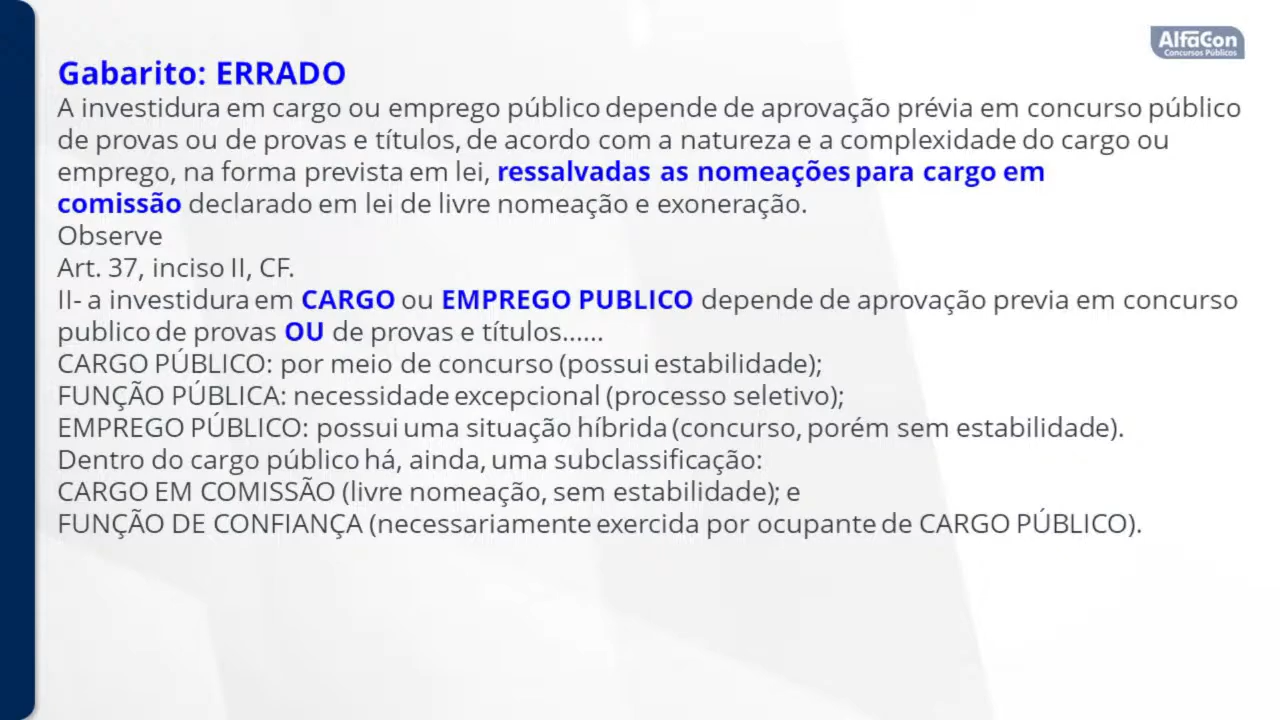 AlfaCon
Concursos Públicos
Gabarito: ERRADO
A investidura em cargo ou emprego público depende de aprovação prévia em concurso público
de provas ou de provas e títulos, de acordo com a natureza e a complexidade do cargo ou
emprego, na forma prevista em lei, ressalvadas as nomeações para cargo em
comissão declarado em lei de livre nomeação e exoneração.
Observe
Art. 37, inciso II, CF.
II- a investidura em CARGO ou EMPREGO PUBLICO depende de aprovação previa em concurso
publico de provas OU de provas e títulos......
CARGO PÚBLICO: por meio de concurso (possui estabilidade);
FUNÇÃO PÚBLICA: necessidade excepcional (processo seletivo);
EMPREGO PÚBLICO: possui uma situação híbrida (concurso, porém sem estabilidade).
Dentro do cargo público há, ainda, uma subclassificação:
CARGO EM COMISSÃO (livre nomeação, sem estabilidade); e
FUNÇÃO DE CONFIANÇA (necessariamente exercida por ocupante de CARGO PÚBLICO).